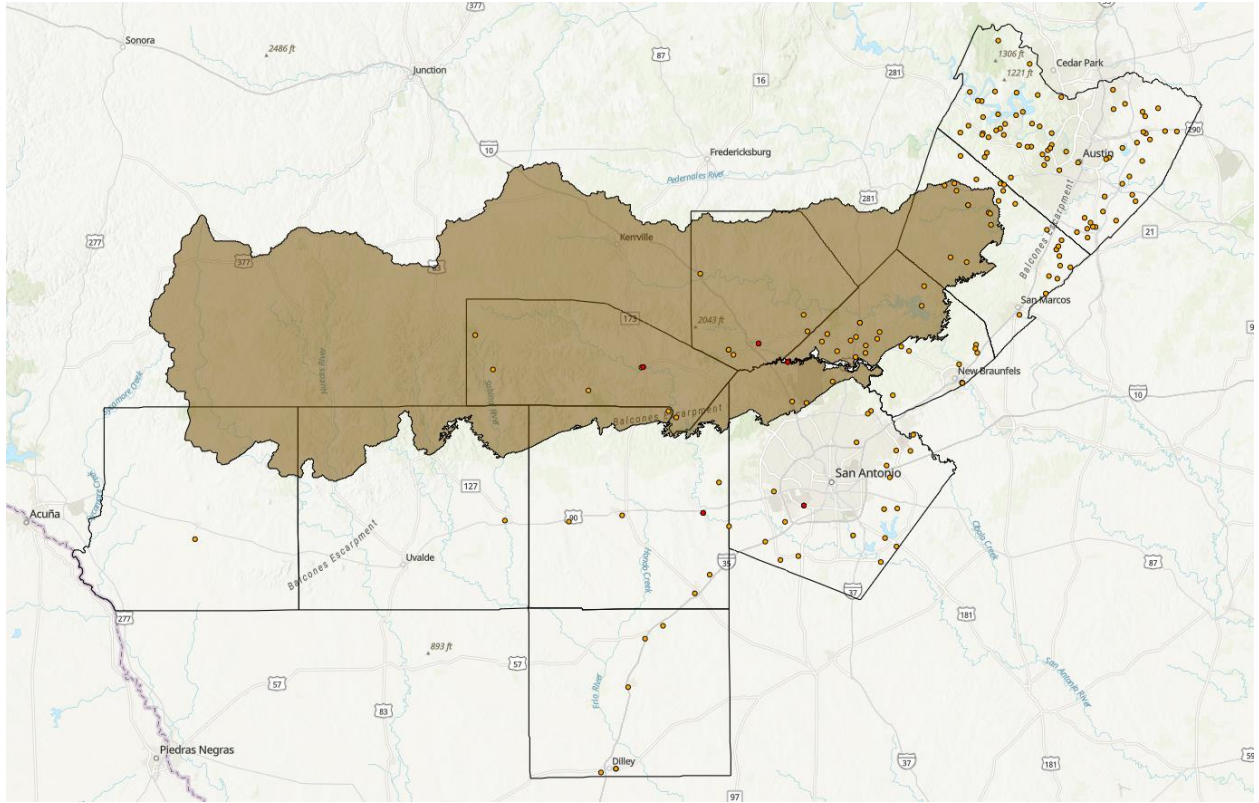 377
Sonora
2486 ft
87
1306 ft
Cedar Park
Junction
281
1221 ft
16
290
10
Fredericksburg
Austin
Pedernales River
281
277
Kerrville
21
Balcones Escarpment
377
83
San Marcos
173
2043 ft
Nueces River
Sycamore Creek
Sabinal River
New Braunfels
10
Balcones Escarpment
San Antonio
127
Acuña
90
Cibolo Creek
Balcones Escarpment
Uvalde
Hondo Creek
35
87
37
277
181
893 ft
57
57
San Antonio River
Frio River
83
Piedras Negras
Dilley
37
181
59
97